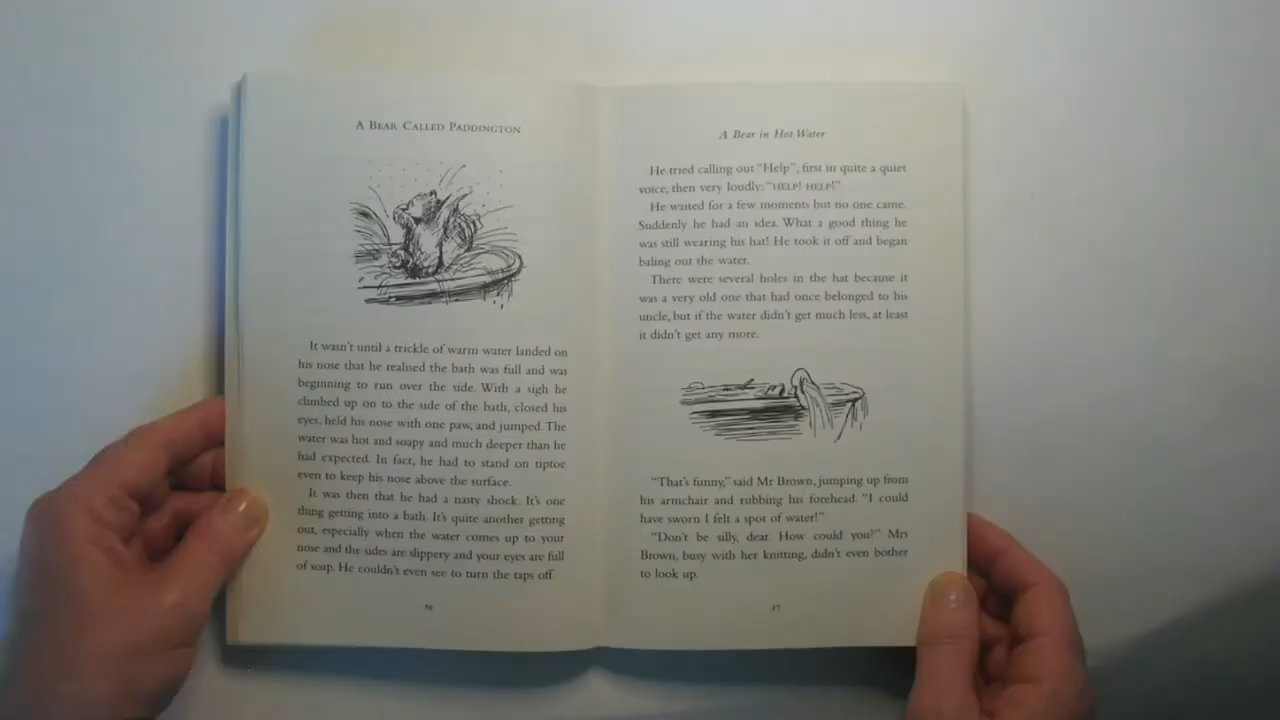 A BEAR CALLED PADDINGTON
It wasn't until a trickle of warm water landed on
his nose that he realised the bath was full and was
beginning to run over the side. With a sigh he
climbed up on to the side of the bath, closed his
eyes, held his nose with one paw, and jumped. The
water was hot and soapy and much deeper than he
had expected. In fact, he had to stand on tiptoe
even to keep his nose above the surface.
It was then that he had a nasty shock. It's one
thing getting into a bath. It's quite another getting
out, especially when the water comes up to your
nose and the sides are slippery and your eyes are full
of soap. He couldn't even see to turn the taps off.
A Bear in Hot Water
He tried calling out "Help", first in quite a quiet
voice, then very loudly: "HELP! HELP!"
He waited for a few moments but no one came.
Suddenly he had an idea. What a good thing he
was still wearing his hat! He took it off and began
baling out the water.
There were several holes in the hat because it
was a very old one that had once belonged to his
uncle, but if the water didn't get much less, at least
it didn't get any more.
"That's funny," said Mr Brown, jumping up from
his armchair and rubbing his forehead. "I could
have sworn I felt a spot of water!"
"Don't be silly, dear. How could you?" Mrs
Brown, busy with her knitting, didn't even bother
to look up.